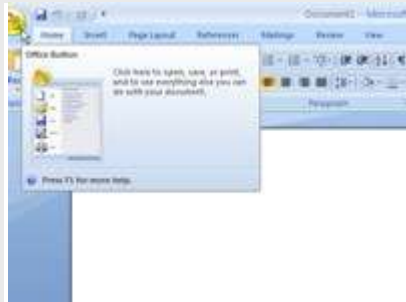 Document1 - Microsoft
Home Insert Page Layout References Mailings Review View
Office Button
Click here to open, save, or print,
and to use everything else you can
do with your document.
Paragraph
Press F1 for more help.